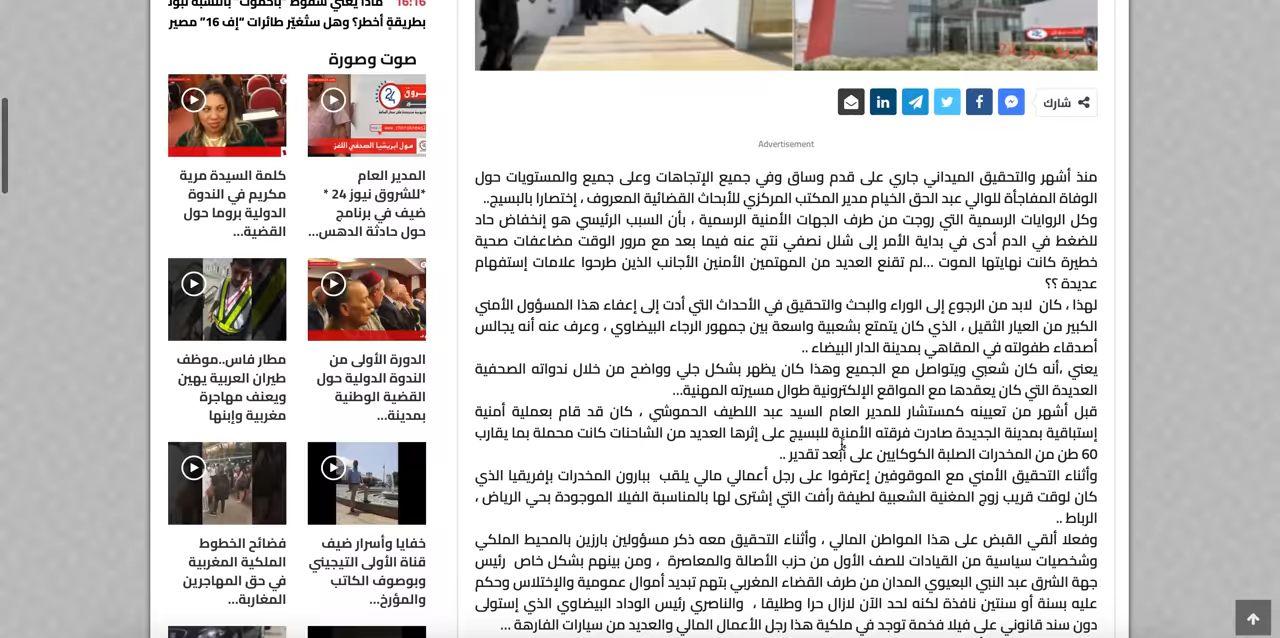 شارك
Advertisement
منذ أشهر والتحقيق الميداني جاري على قدم وساق وفي جميع الإتجاهات وعلى جميع والمستويات حول
الوفاة المفاجأة للوالي عبد الحق الخيام مدير المكتب المركزي للأبحاث القضائية المعروف ، إختصارا بالبسيج..
وكل الروايات الرسمية التي روجت من طرف الجهات الأمنية الرسمية ، بأن السبب الرئيسي هو إنخفاض حاد
للضغط في الدم أدى في بداية الأمر إلى شلل نصفي نتج عنه فيما بعد مع مرور الوقت مضاعفات صحية
خطيرة كانت نهايتها الموت ...لم تقنع العديد من المهتمين الأمنين الأجانب الذين طرحوا علامات إستفهام
عديدة ؟؟
لهذا ، كان لابد من الرجوع إلى الوراء والبحث والتحقيق في الأحداث التي أدت إلى إعفاء هذا المسؤول الأمني
الكبير من العيار الثقيل ، الذي كان يتمتع بشعبية واسعة بين جمهور الرجاء البيضاوي ، وعرف عنه أنه يجالس
أصدقاء طفولته في المقاهي بمدينة الدار البيضاء ..
يعني ،أنه كان شعبي ويتواصل مع الجميع وهذا كان يظهر بشكل جلي وواضح من خلال ندواته الصحفية
العديدة التي كان يعقدها مع المواقع الإلكترونية طوال مسيرته المهنية...
قبل أشهر من تعيينه كمستشار للمدير العام السيد عبد اللطيف الحموشي ، كان قد قام بعملية أمنية
إستباقية بمدينة الجديدة صادرت فرقته الأمنية للبسيج على إثرها العديد من الشاحنات كانت محملة بما يقارب
60 طن من المخدرات الصلبة الكوكايين على أبعد تقدير ..
وأثناء التحقيق الأمني مع الموقوفين إعترفوا على رجل أعمالي مالي يلقب ببارون المخدرات بإفريقيا الذي
كان لوقت قريب زوج المغنية الشعبية لطيفة رأفت التي إشترى لها بالمناسبة الفيلا الموجودة بحي الرياض ،
الرباط ..
وفعلا ألقي القبض على هذا المواطن المالي ، وأثناء التحقيق معه ذكر مسؤولين بارزين بالمحيط الملكي
وشخصيات سياسية من القيادات للصف الأول من حزب الأصالة والمعاصرة ، ومن بينهم بشكل خاص رئيس
جهة الشرق عبد النبي البعيوي المدان من طرف القضاء المغربي بتهم تبديد أموال عمومية والإختلاس وحكم
عليه بسنة أو سنتين نافذة لكنه لحد الآن لازال حرا وطليقا ، والناصري رئيس الوداد البيضاوي الذي إستولى
دون سند قانوني على فيلا فخمة توجد في ملكية هذا رجل الأعمال المالي والعديد من سيارات الفارهة ...
16:16
بطريقةٍ أخطر؟ وهل ستُغيّر طائرات "إف 16" مصير
صوت وصورة
المدير العام
*للشروق نيوز 24 *
ضيف في برنامج
حول حادثة الدهس...
كلمة السيدة مرية
مكريم في الندوة
الدولية بروما حول
القضية...
الدورة الأولى من
الندوة الدولية حول
القضية الوطنية
بمدينة...
مطار فاس..موظف
طيران العربية يهين
ويعنف مهاجرة
مغربية وإبنها
خفايا وأسرار ضيف
قناة الأولى التيجيني
وبوصوف الكاتب
والمؤرخ...
فضائح الخطوط
الملكية المغربية
في حق المهاجرين
المغاربة...